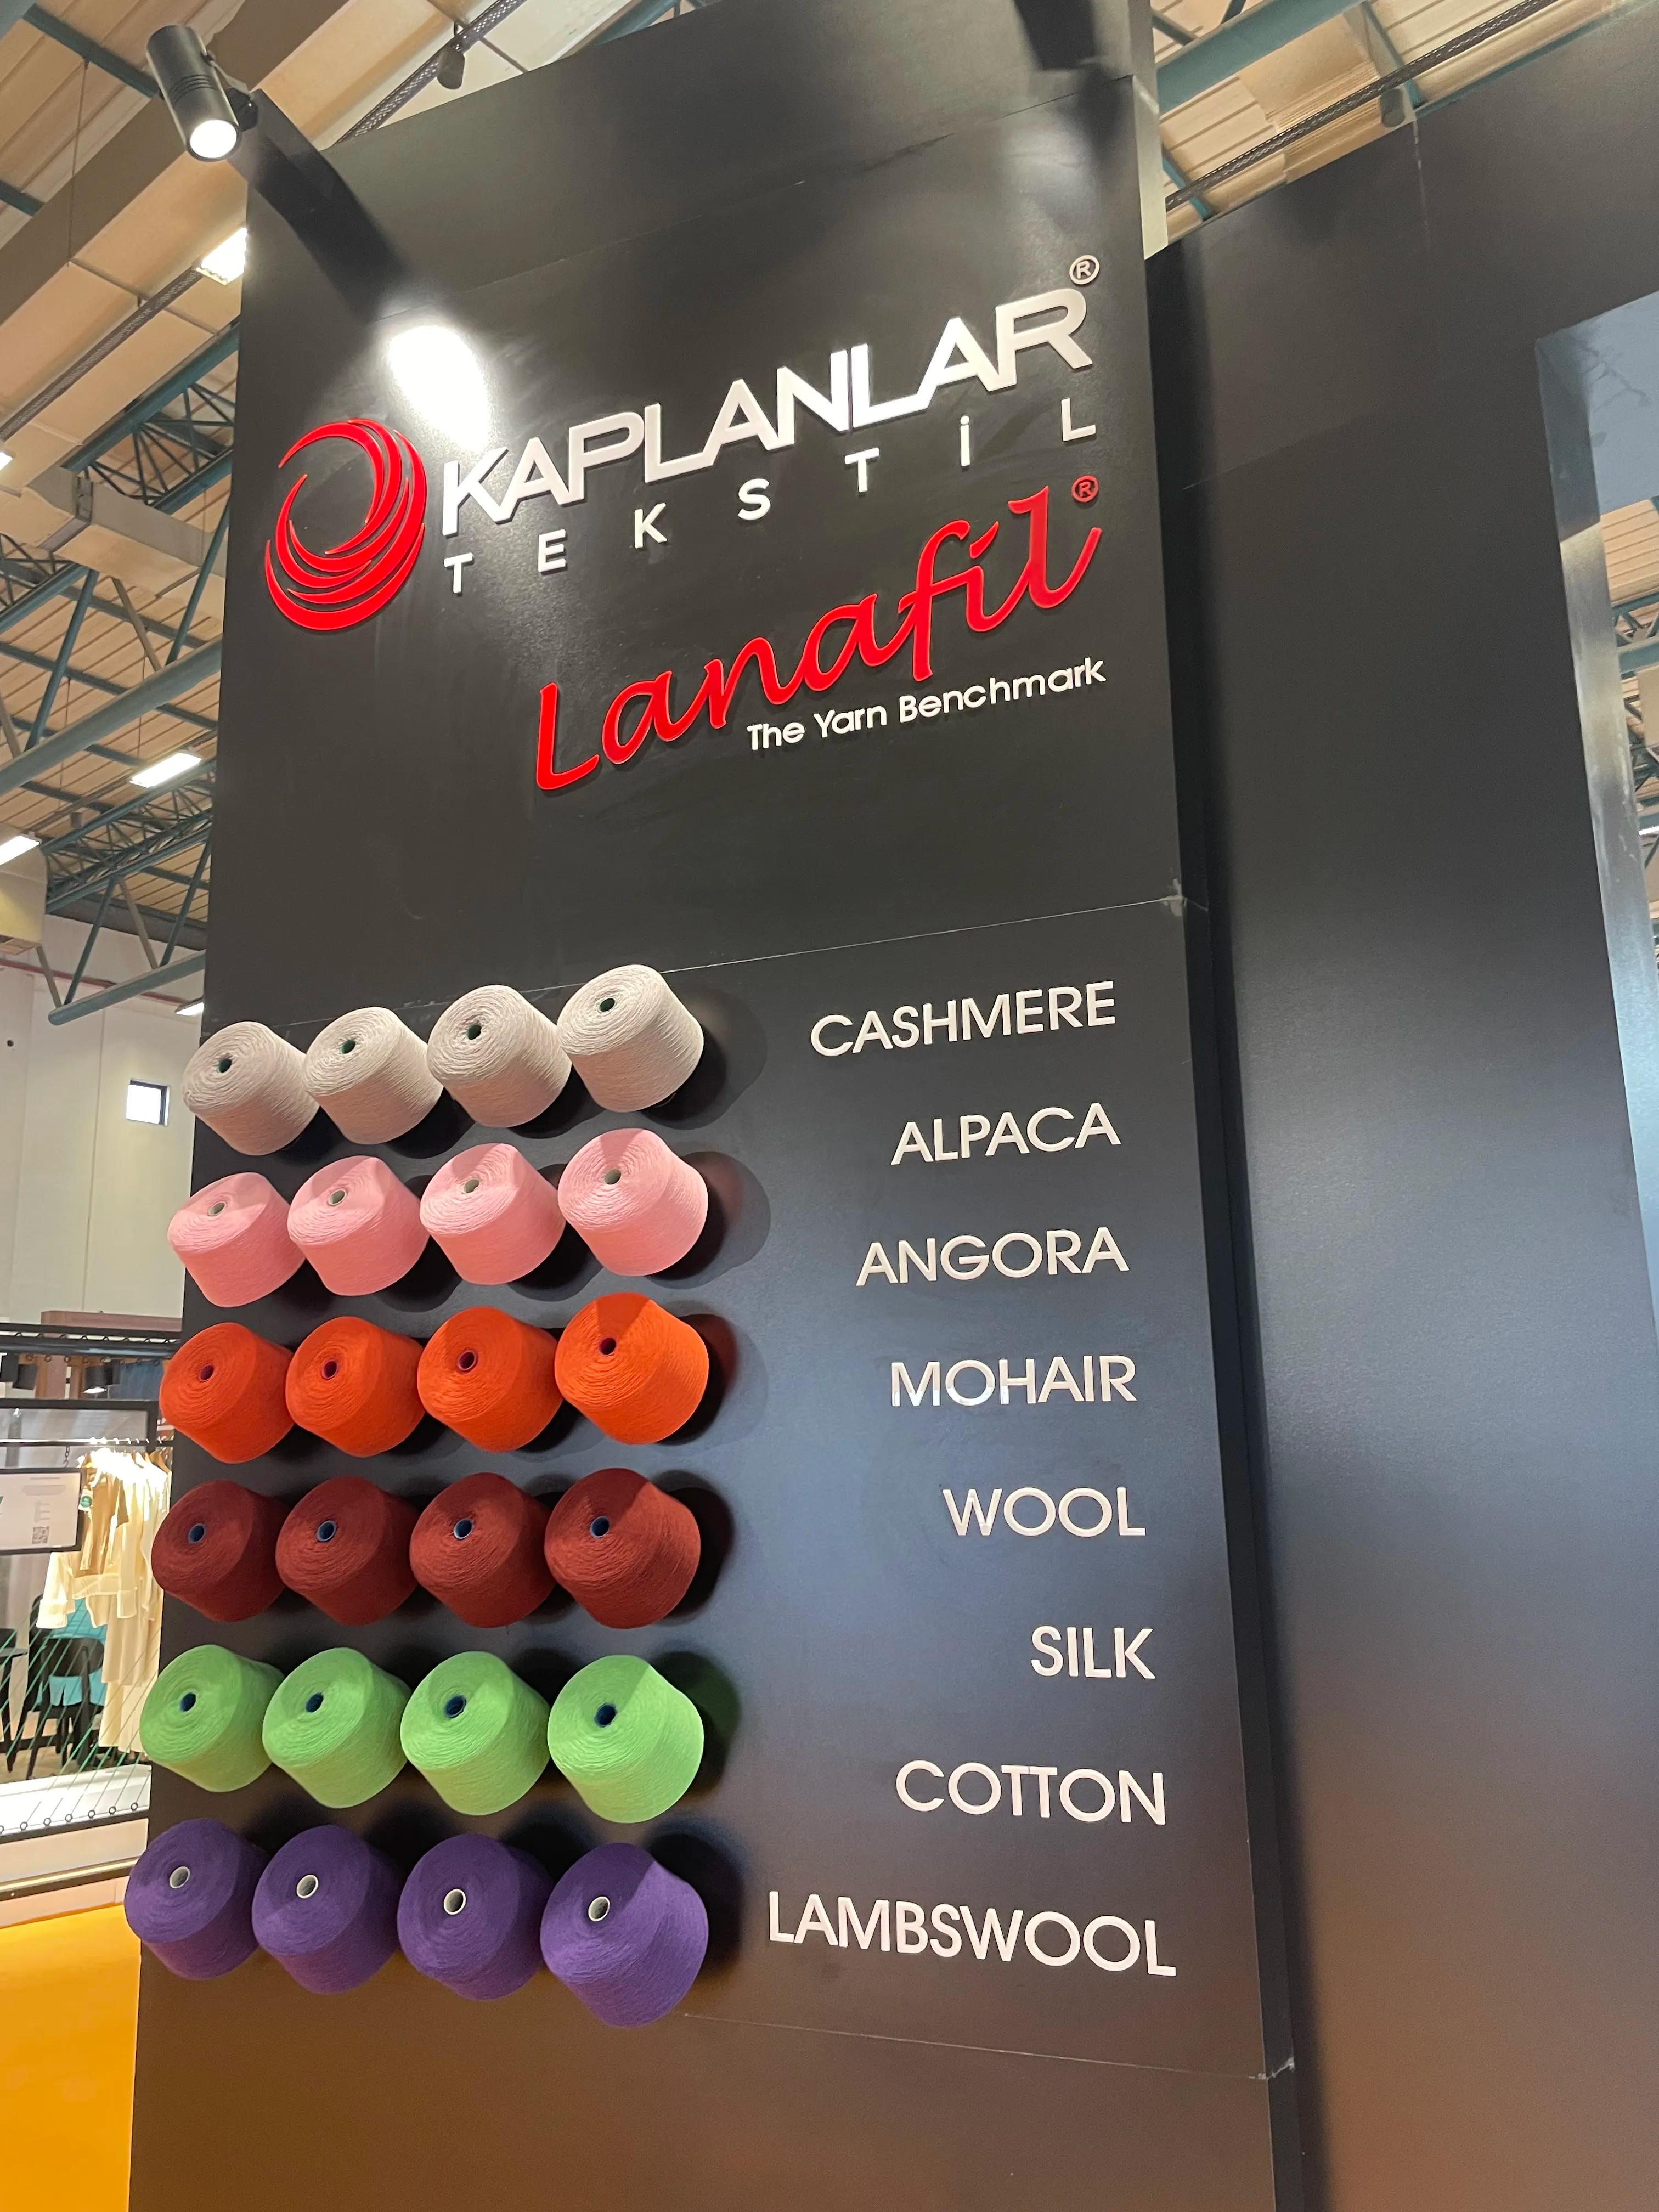 KAPLANLAR®
TEKSTİL
Lanafil®
The Yarn Benchmark
CASHMERE
ALPACA
ANGORA
MOHAIR
WOOL
SILK
COTTON
LAMBSWOOL